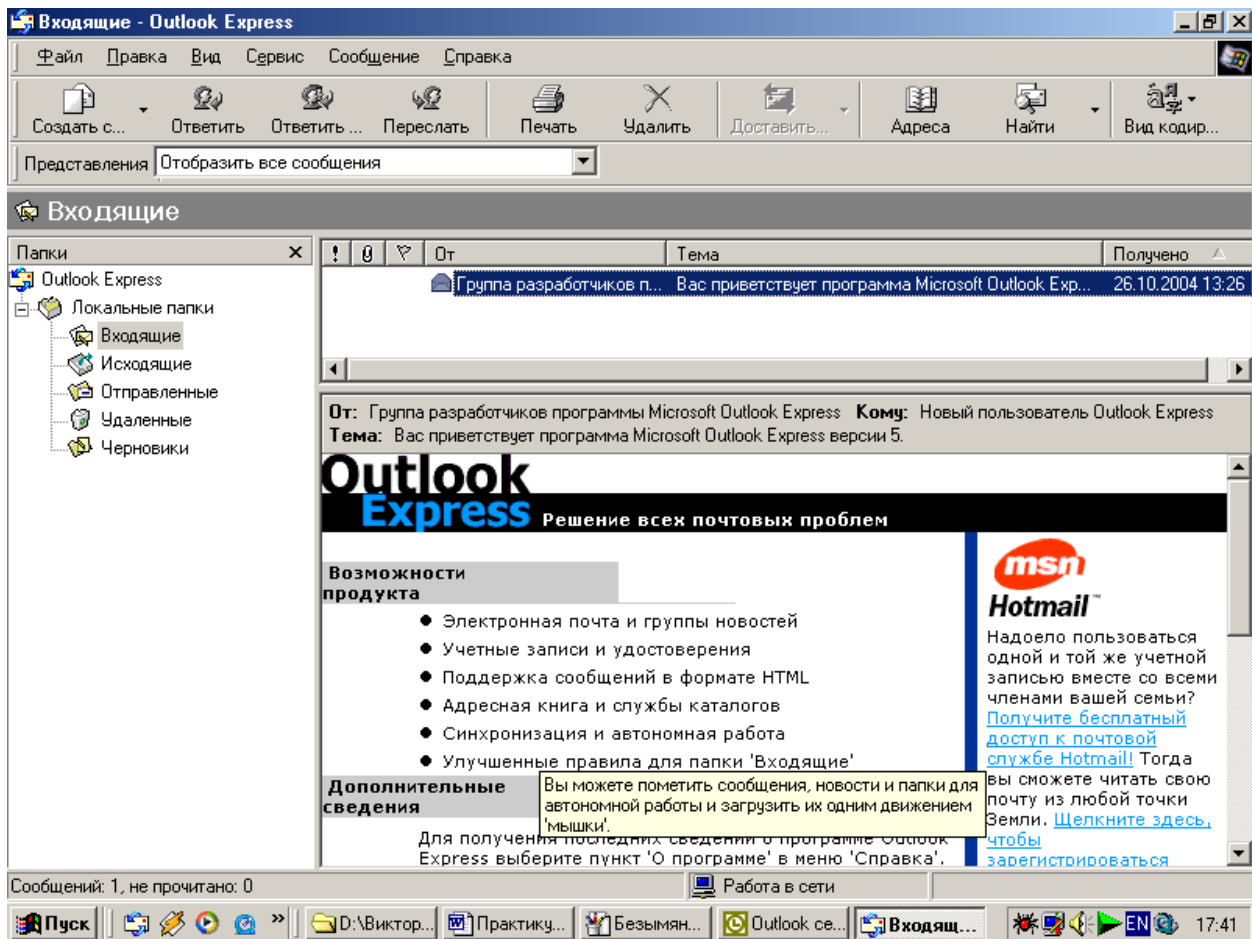 Входящие - Outlook Express
Файл Правка Вид Сервис Сообщение Справка
Создать с... Ответить Ответить ... Переслать Печать Удалить Доставить... Адреса Найти Вид кодир...
Представления Отобразить все сообщения
Входящие
Папки
Outlook Express
Локальные папки
Входящие
Исходящие
Отправленные
Удаленные
Черновики
! От Тема Получено
Группа разработчиков п... Вас приветствует программа Microsoft Outlook Exp... 26.10.2004 13:26
От: Группа разработчиков программы Microsoft Outlook Express Кому: Новый пользователь Outlook Express
Тема: Вас приветствует программа Microsoft Outlook Express версии 5.
Outlook
Express Решение всех почтовых проблем
Возможности
продукта
Электронная почта и группы новостей
Учетные записи и удостоверения
Поддержка сообщений в формате HTML
Адресная книга и службы каталогов
Синхронизация и автономная работа
Улучшенные правила для папки 'Входящие'
Вы можете пометить сообщения, новости и папки для
автономной работы и загрузить их одним движением
'мышки'.
Дополнительные
сведения
Для получения последних сведений о программе Outlook
Express выберите пункт 'О программе' в меню 'Справка'.
msn
Hotmail™
Надоело пользоваться
одной и той же учетной
записью вместе со всеми
членами вашей семьи?
Получите бесплатный
доступ к почтовой
службе Hotmail! Тогда
вы сможете читать свою
почту из любой точки
Земли. Щелкните здесь,
чтобы
зарегистрироваться
Сообщений: 1, не прочитано: 0 Работа в сети
Пуск » D:\Виктор... Практику... Безымян... Outlook се... Входящ... EN 17:41